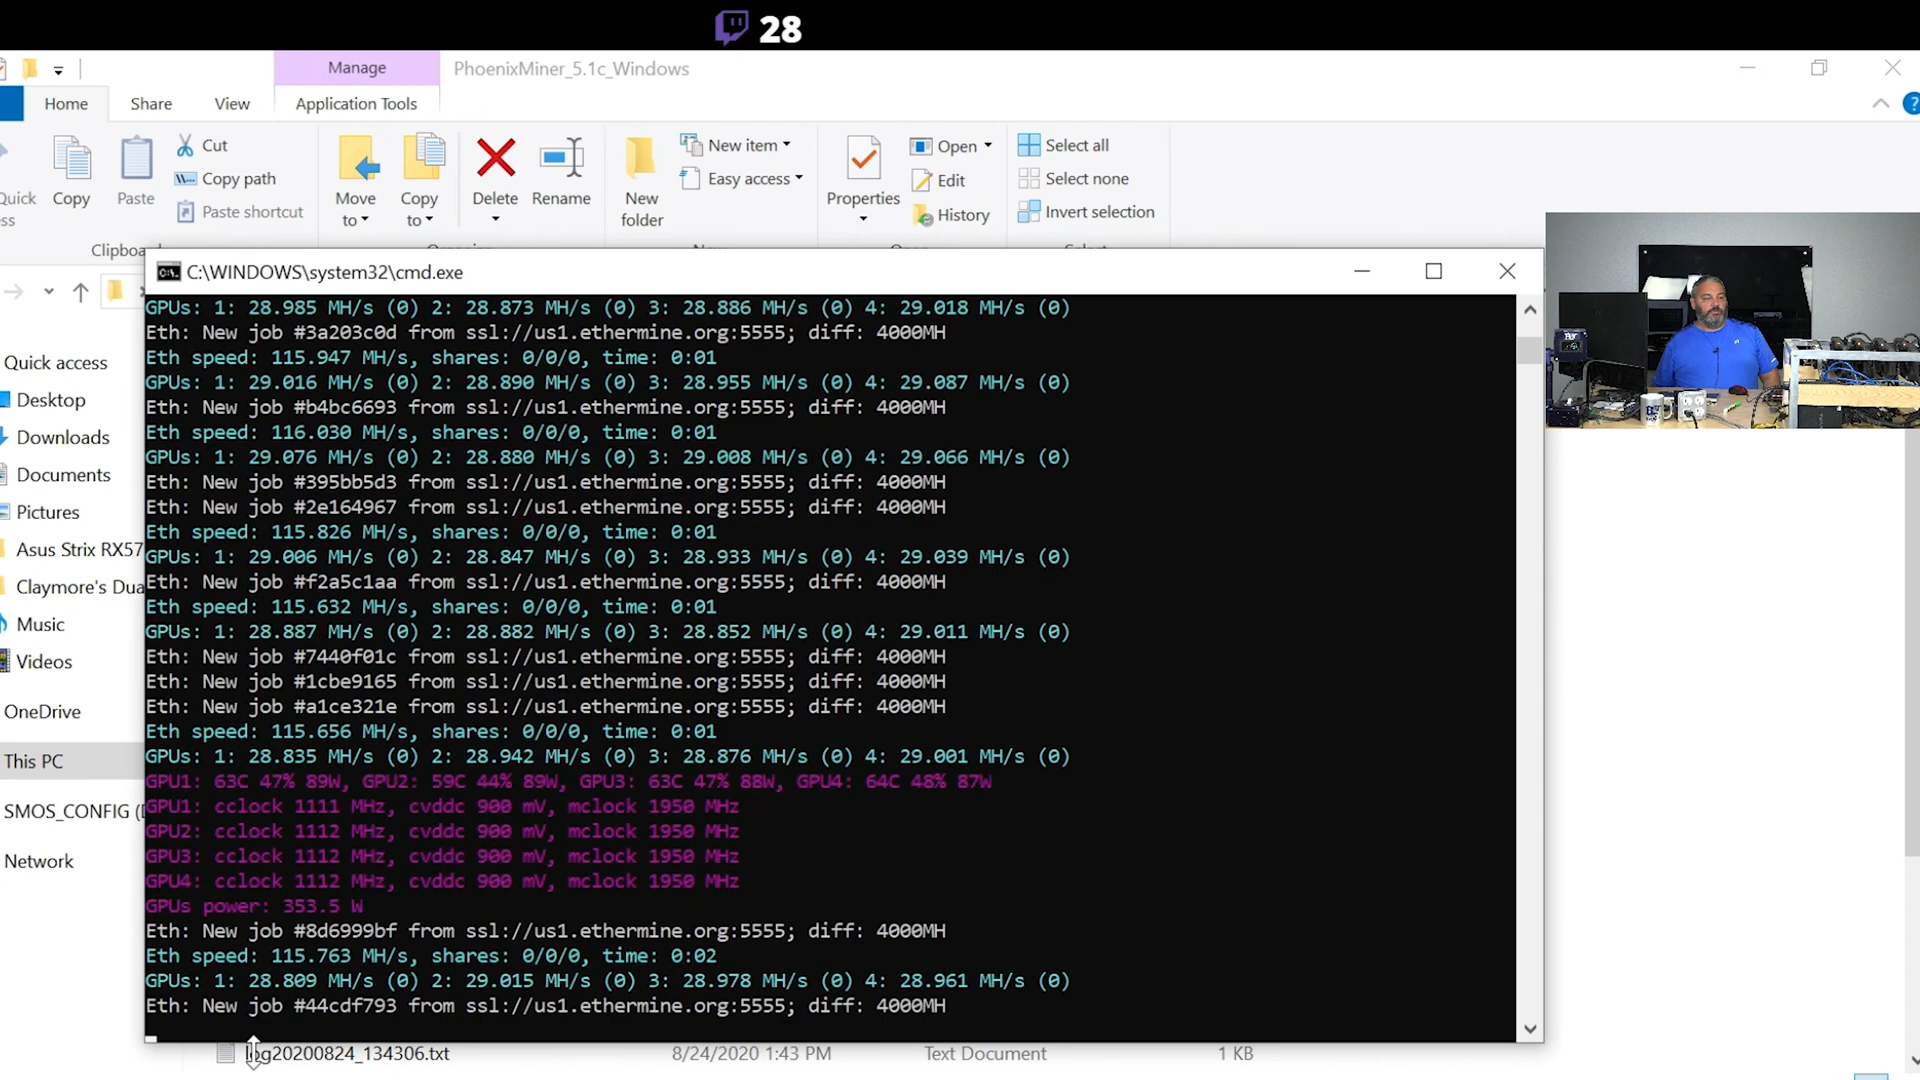 28
Manage
PhoenixMiner_5.1c_Windows
Home
Share
View
Application Tools
Copy
Paste
Cut
Copy path
Paste shortcut
Move to
Copy to
Delete
Rename
New folder
New item
Easy access
Properties
Open
Edit
History
Select all
Select none
Invert selection
C:\WINDOWS\system32\cmd.exe
GPUs: 1: 28.985 MH/s (0) 2: 28.873 MH/s (0) 3: 28.886 MH/s (0) 4: 29.018 MH/s (0)
Eth: New job #3a203c0d from ssl://us1.ethermine.org:5555; diff: 4000MH
Eth speed: 115.947 MH/s, shares: 0/0/0, time: 0:01
GPUs: 1: 29.016 MH/s (0) 2: 28.890 MH/s (0) 3: 28.955 MH/s (0) 4: 29.087 MH/s (0)
Eth: New job #b4bc6693 from ssl://us1.ethermine.org:5555; diff: 4000MH
Eth speed: 116.030 MH/s, shares: 0/0/0, time: 0:01
GPUs: 1: 29.076 MH/s (0) 2: 28.880 MH/s (0) 3: 29.008 MH/s (0) 4: 29.066 MH/s (0)
Eth: New job #395bb5d3 from ssl://us1.ethermine.org:5555; diff: 4000MH
Eth: New job #2e164967 from ssl://us1.ethermine.org:5555; diff: 4000MH
Eth speed: 115.826 MH/s, shares: 0/0/0, time: 0:01
GPUs: 1: 29.006 MH/s (0) 2: 28.847 MH/s (0) 3: 28.933 MH/s (0) 4: 29.039 MH/s (0)
Eth: New job #f2a5c1aa from ssl://us1.ethermine.org:5555; diff: 4000MH
Eth speed: 115.632 MH/s, shares: 0/0/0, time: 0:01
GPUs: 1: 28.887 MH/s (0) 2: 28.882 MH/s (0) 3: 28.852 MH/s (0) 4: 29.011 MH/s (0)
Eth: New job #7440f01c from ssl://us1.ethermine.org:5555; diff: 4000MH
Eth: New job #1cbe9165 from ssl://us1.ethermine.org:5555; diff: 4000MH
Eth: New job #a1ce321e from ssl://us1.ethermine.org:5555; diff: 4000MH
Eth speed: 115.656 MH/s, shares: 0/0/0, time: 0:01
GPUs: 1: 28.835 MH/s (0) 2: 28.942 MH/s (0) 3: 28.876 MH/s (0) 4: 29.001 MH/s (0)
GPU1: 63C 47% 89W, GPU2: 59C 44% 89W, GPU3: 63C 47% 88W, GPU4: 64C 48% 87W
GPU1: cclock 1111 MHz, cvddc 900 mV, mclock 1950 MHz
GPU2: cclock 1112 MHz, cvddc 900 mV, mclock 1950 MHz
GPU3: cclock 1112 MHz, cvddc 900 mV, mclock 1950 MHz
GPU4: cclock 1112 MHz, cvddc 900 mV, mclock 1950 MHz
GPUs power: 353.5 W
Eth: New job #8d6999bf from ssl://us1.ethermine.org:5555; diff: 4000MH
Eth speed: 115.763 MH/s, shares: 0/0/0, time: 0:02
GPUs: 1: 28.809 MH/s (0) 2: 29.015 MH/s (0) 3: 28.978 MH/s (0) 4: 28.961 MH/s (0)
Eth: New job #44cdf793 from ssl://us1.ethermine.org:5555; diff: 4000MH
Quick access
Desktop
Downloads
Documents
Pictures
Asus Strix RX57
Claymore's Dua
Music
Videos
OneDrive
This PC
SMOS_CONFIG (
Network
log20200824_134306.txt
8/24/2020 1:43 PM
Text Document
1 KB